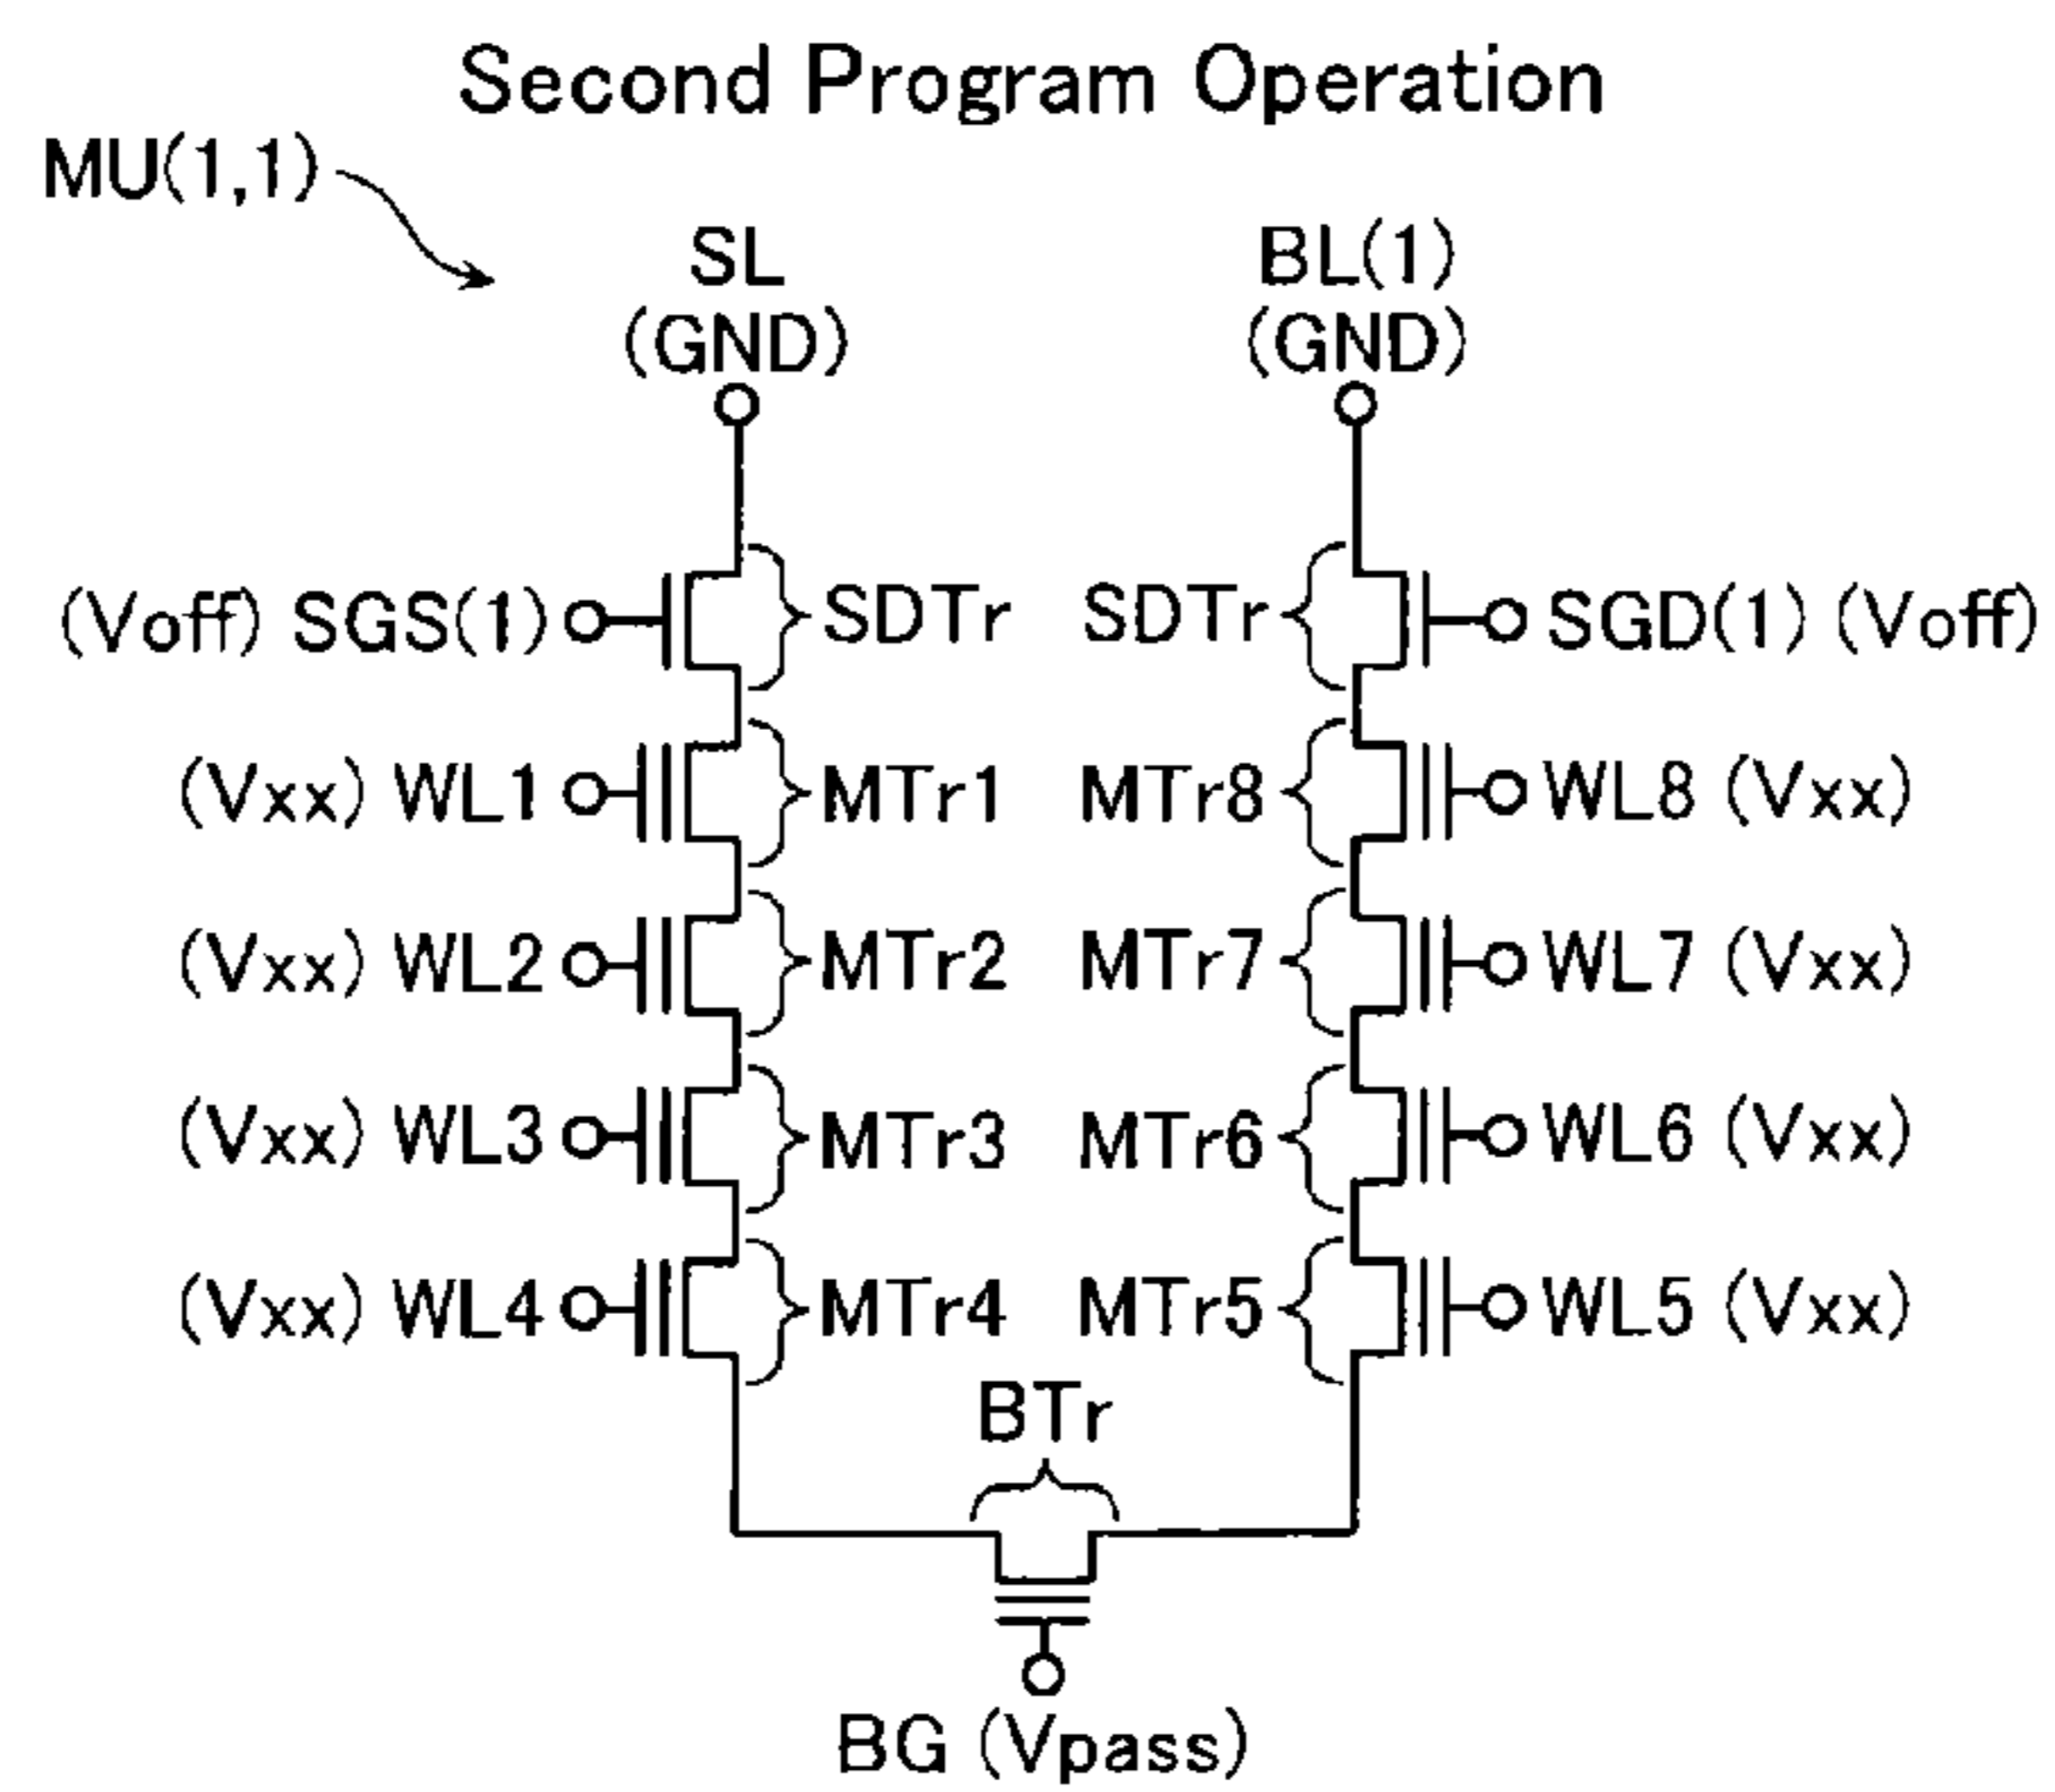 Second Program Operation
MU(1,1)
SL BL(1)
(GND) (GND)
(Voff) SGS(1) SDTr SDTr SGD(1) (Voff)
(Vxx) WL1 MTr1 MTr8 WL8 (Vxx)
(Vxx) WL2 MTr2 MTr7 WL7 (Vxx)
(Vxx) WL3 MTr3 MTr6 WL6 (Vxx)
(Vxx) WL4 MTr4 MTr5 WL5 (Vxx)
BTr
BG (Vpass)